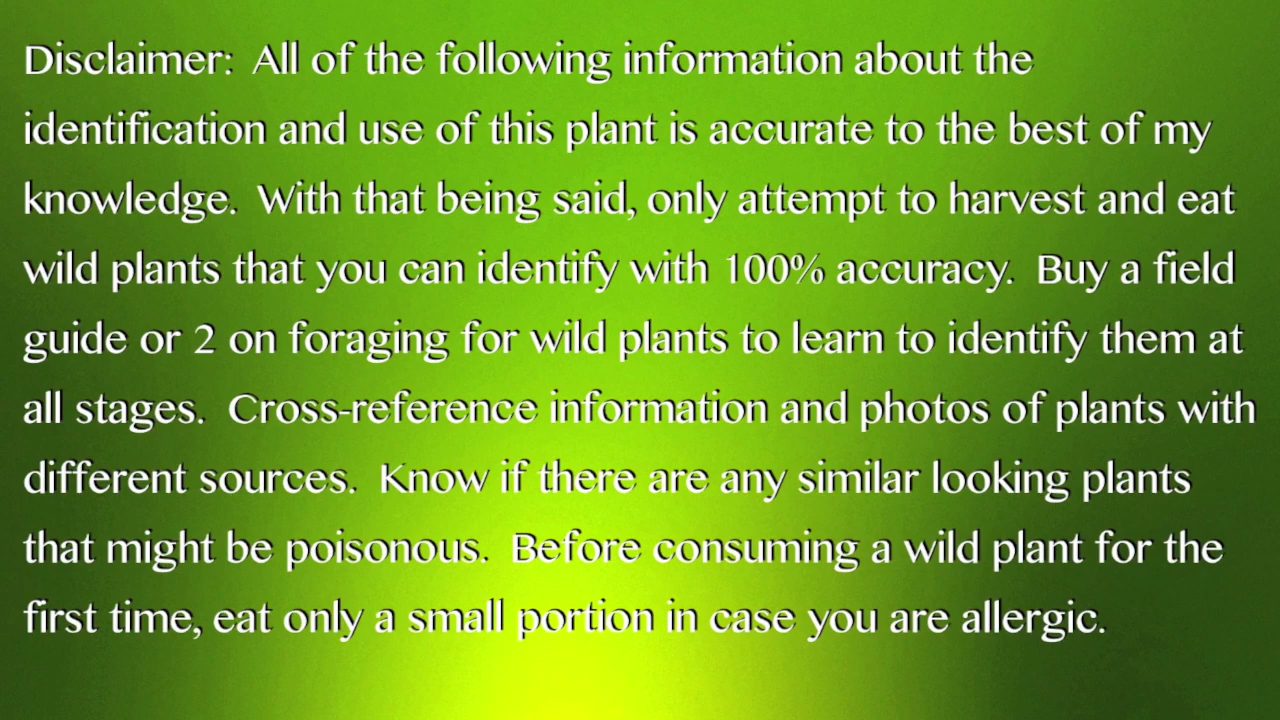 Disclaimer:  All of the following information about the
identification and use of this plant is accurate to the best of my
knowledge.  With that being said, only attempt to harvest and eat
wild plants that you can identify with 100% accuracy.  Buy a field
guide or 2 on foraging for wild plants to learn to identify them at
all stages.  Cross-reference information and photos of plants with
different sources.  Know if there are any similar looking plants
that might be poisonous.  Before consuming a wild plant for the
first time, eat only a small portion in case you are allergic.